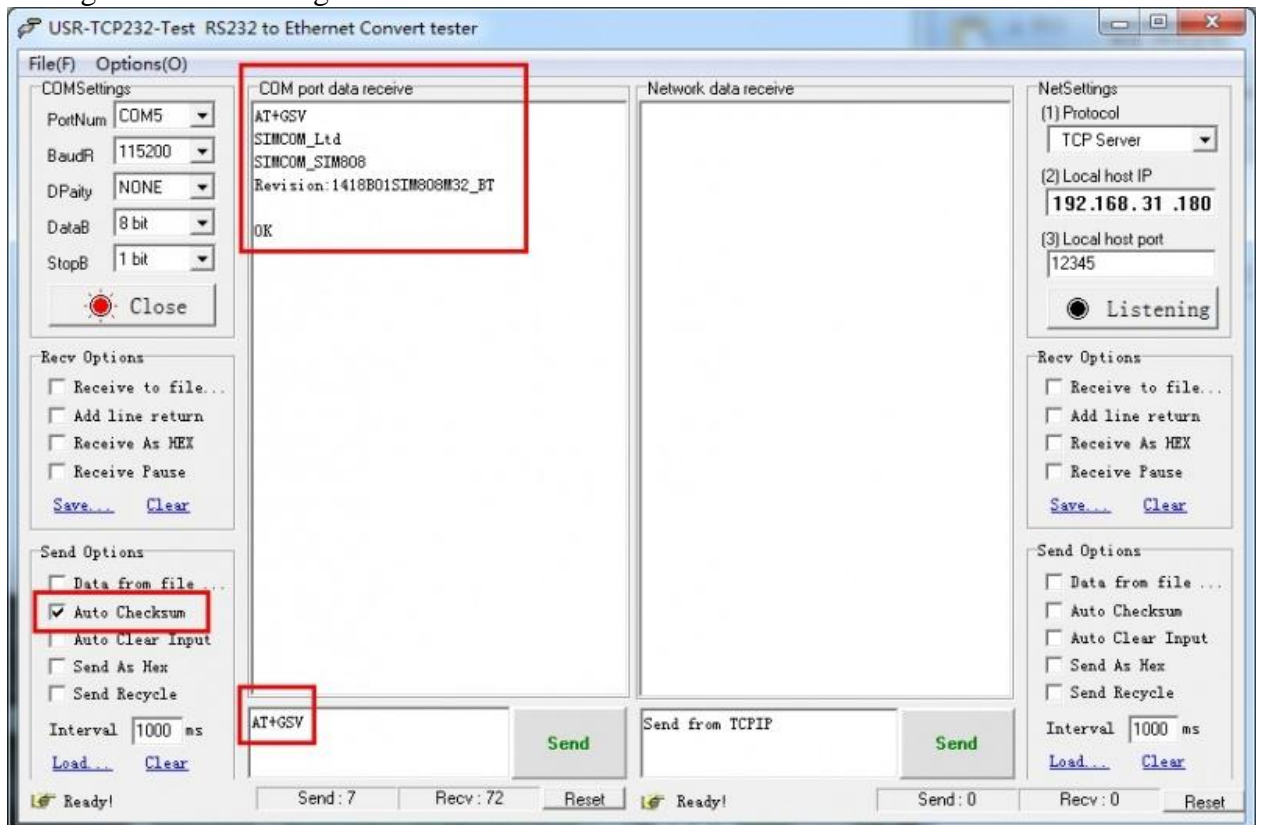 USR-TCP232-Test RS232 to Ethernet Convert tester
File(F) Options(O)
COMSettings
PortNum COM5
BaudR 115200
DPaity NONE
DataB 8 bit
StopB 1 bit
Close
Recv Options
Receive to file...
Add line return
Receive As HEX
Receive Pause
Save... Clear
Send Options
Data from file ...
Auto Checksum
Auto Clear Input
Send As Hex
Send Recycle
Interval 1000 ms
Load... Clear
COM port data receive
AT+GSV
SIMCOM_Ltd
SIMCOM_SIM808
Revision:1418B01SIM808M32_BT
OK
AT+GSV
Send
Network data receive
Send from TCPIP
Send
NetSettings
(1) Protocol
TCP Server
(2) Local host IP
192.168. 31 .180
(3) Local host port
12345
Listening
Recv Options
Receive to file...
Add line return
Receive As HEX
Receive Pause
Save... Clear
Send Options
Data from file ...
Auto Checksum
Auto Clear Input
Send As Hex
Send Recycle
Interval 1000 ms
Load... Clear
Ready! Send : 7 Recv : 72 Reset
Ready! Send : 0 Recv : 0 Reset